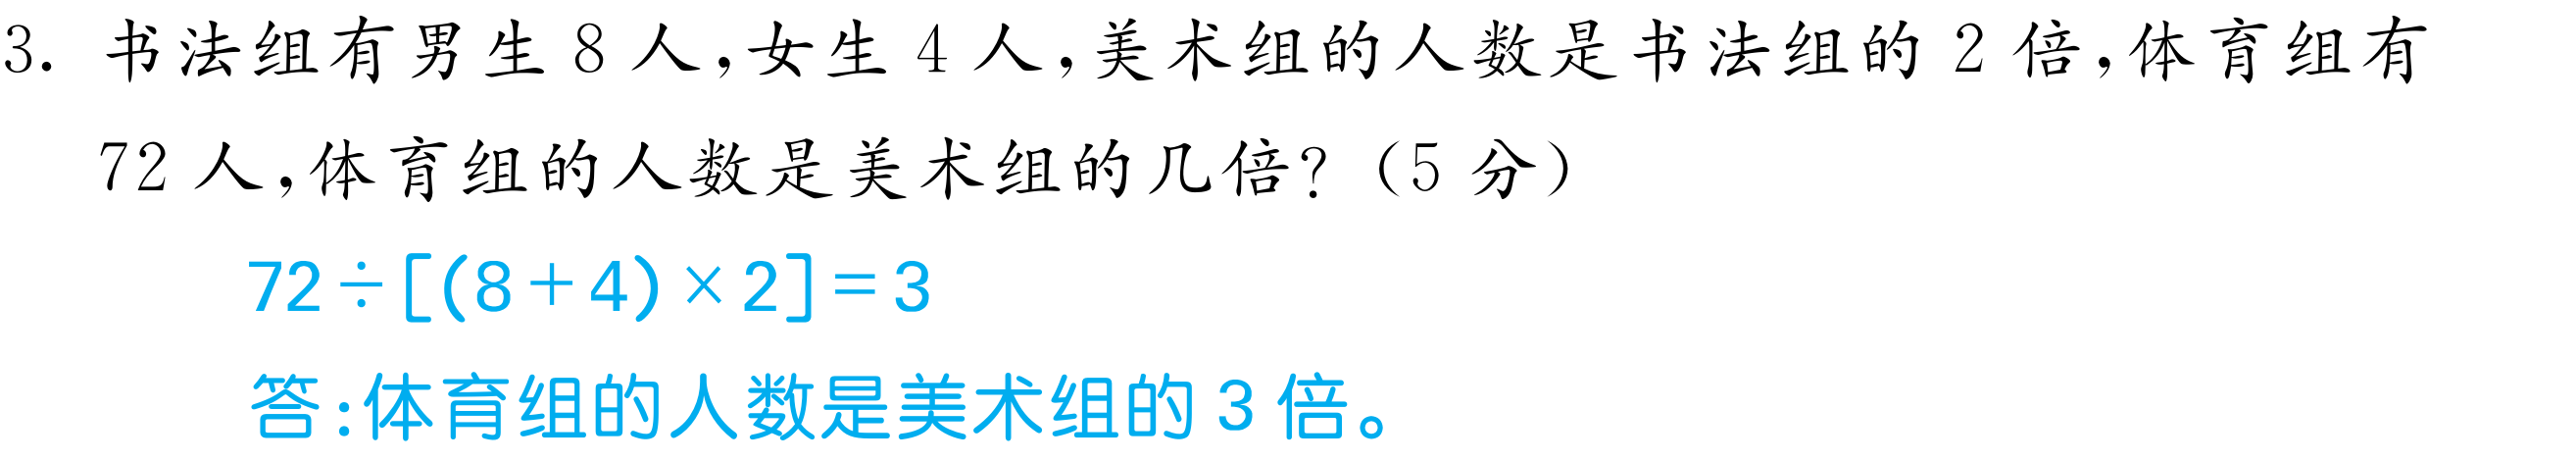 3. 书法组有男生 8 人,女生 4 人,美术组的人数是书法组的 2 倍,体育组有
72 人,体育组的人数是美术组的几倍?(5 分)
72÷[(8+4)×2]=3
答:体育组的人数是美术组的 3 倍。